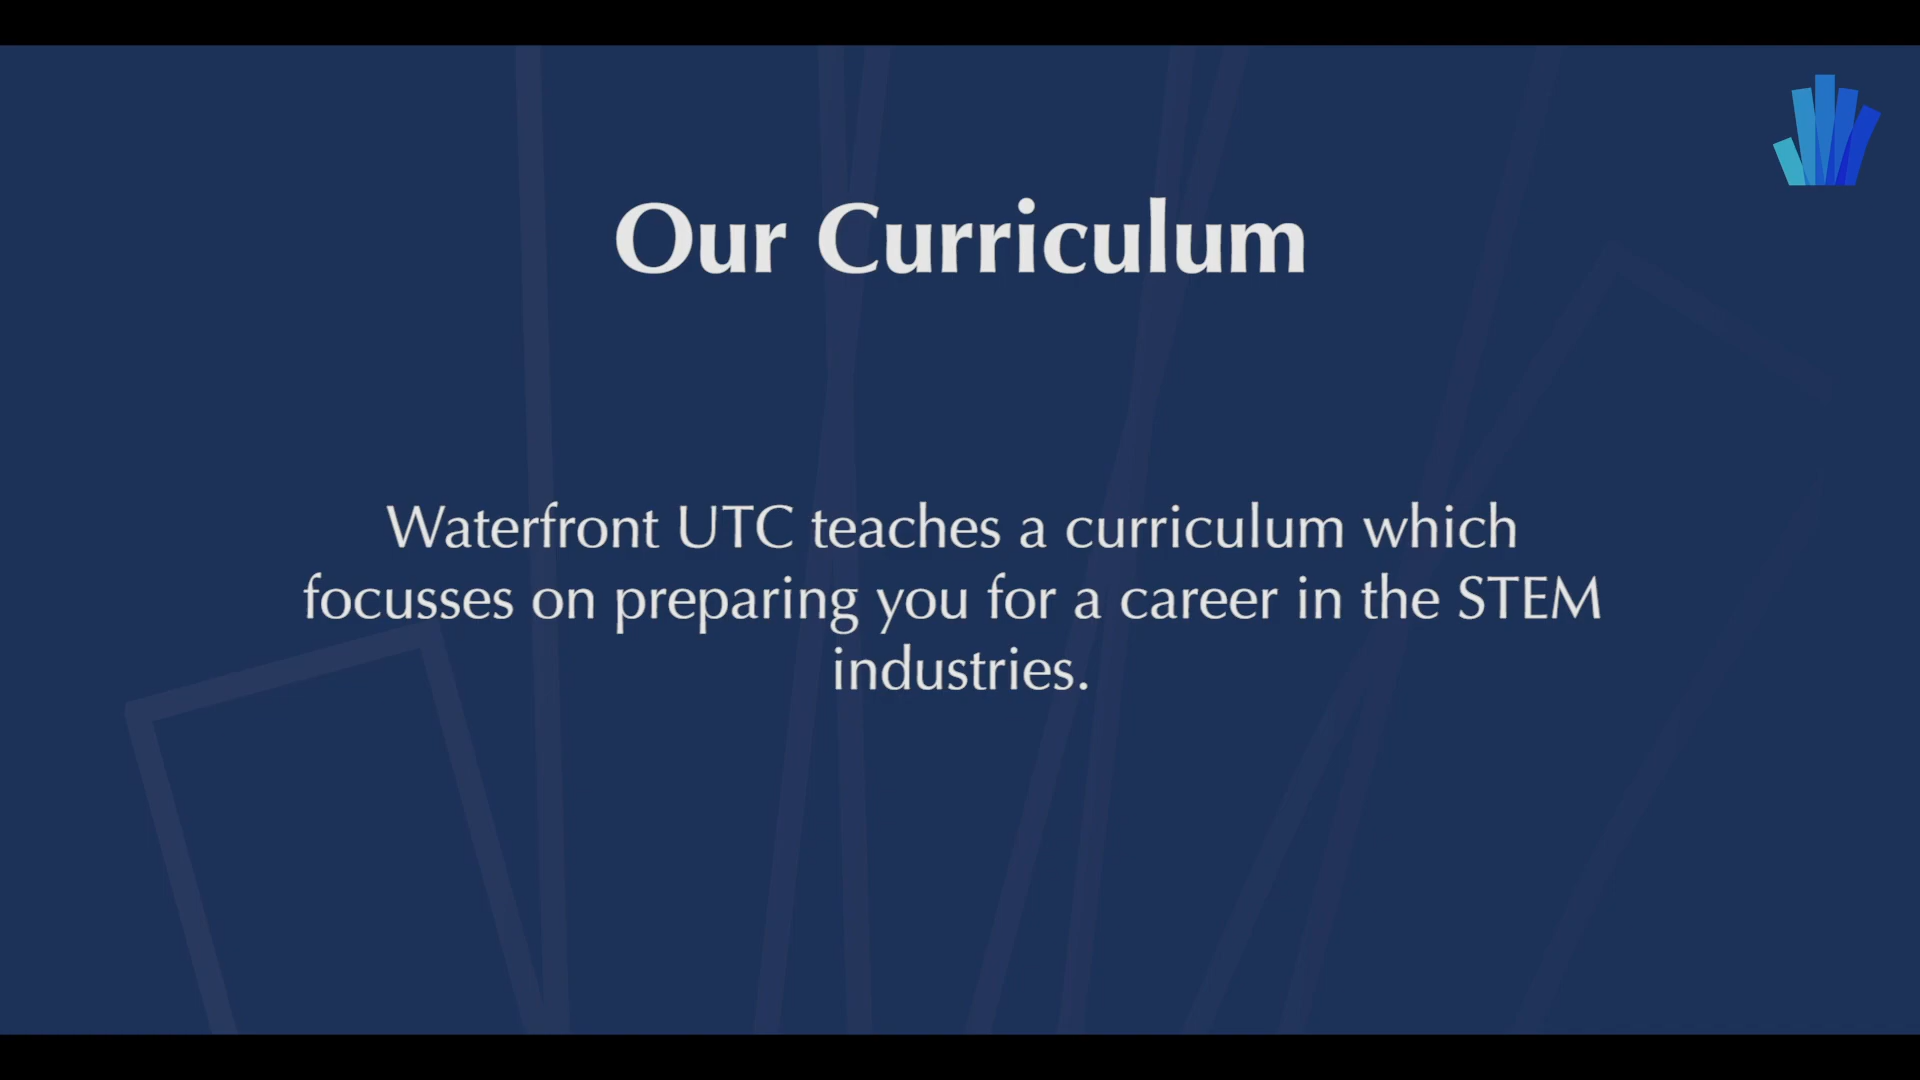 Our Curriculum
Waterfront UTC teaches a curriculum which
focusses on preparing you for a career in the STEM
industries.